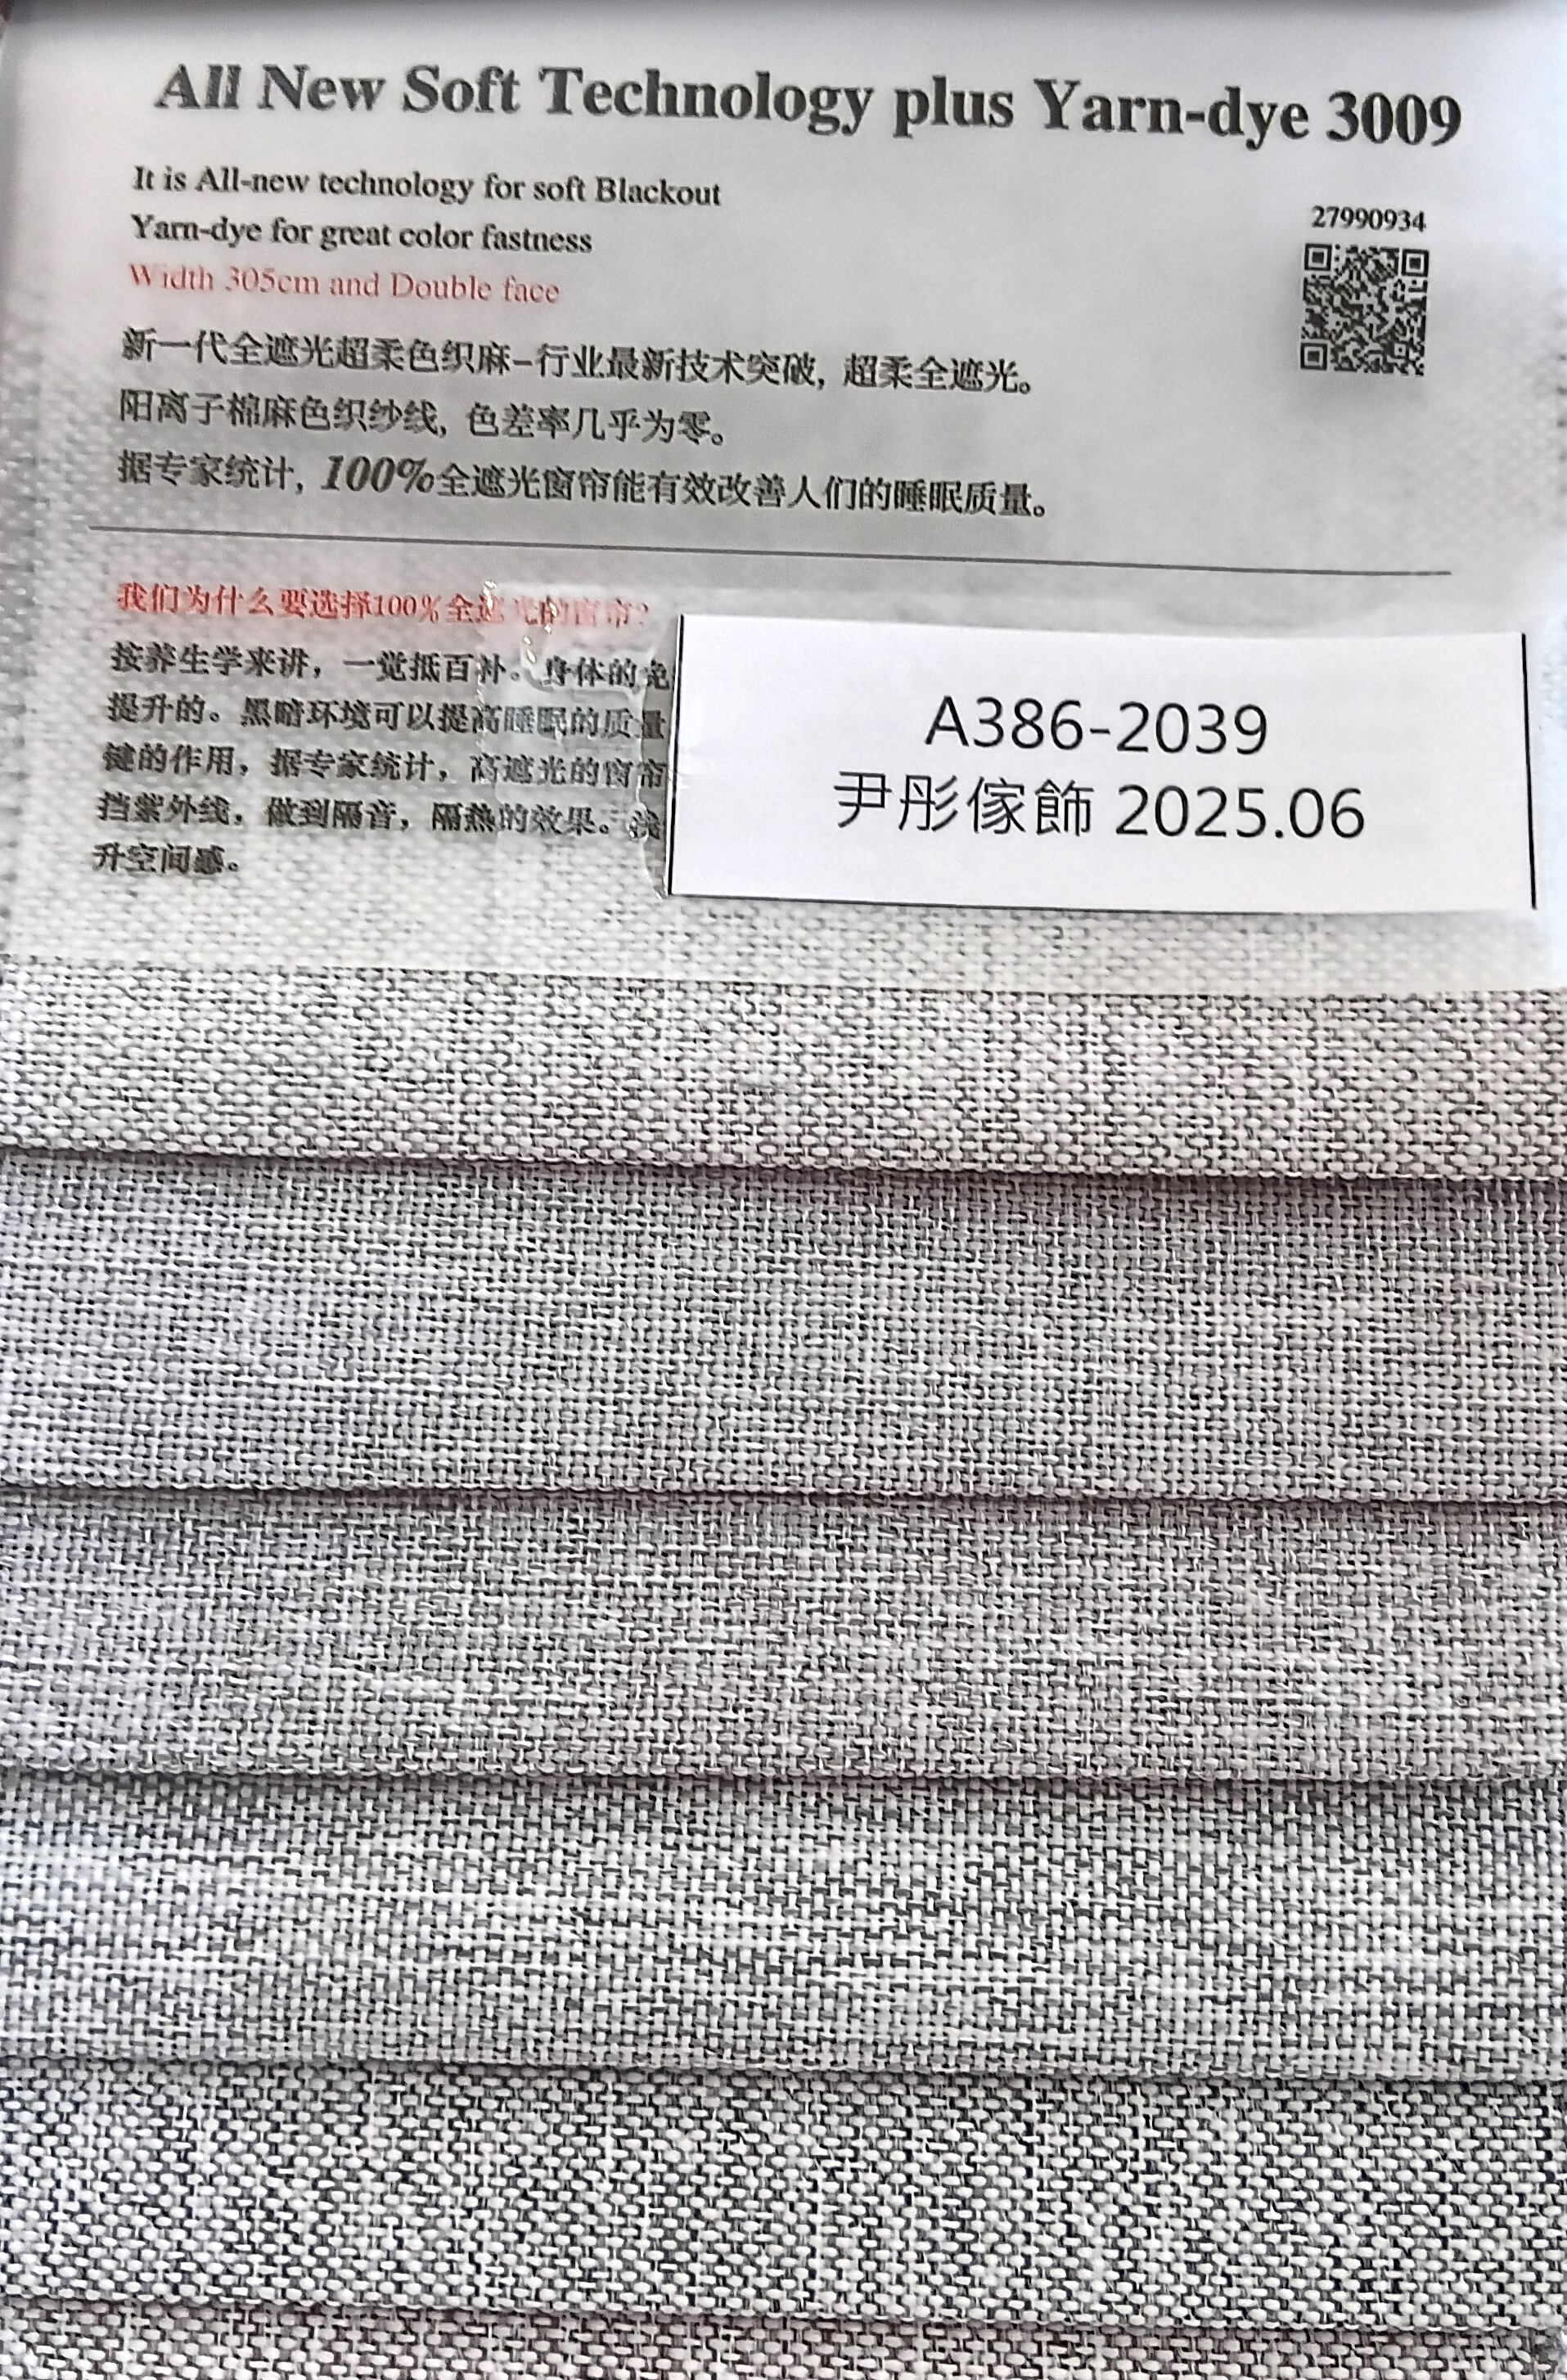 All New Soft Technology plus Yarn-dye 3009
It is All-new technology for soft Blackout
Yarn-dye for great color fastness
Width 305cm and Double face
27990934
新一代全遮光超柔色织麻-行业最新技术突破, 超柔全遮光。
阳离子棉麻色织纱线, 色差率几乎为零。
据专家统计, 100%全遮光窗帘能有效改善人们的睡眠质量。
我们为什么要选择100%全遮光的窗帘?
按养生学来讲，一觉抵百补。身体的免
提升的。黑暗环境可以提高睡眠的质量
键的作用，据专家统计，高遮光的窗帘
挡紫外线，做到隔音，隔热的效果。
升空间感。
A386-2039
尹彤傢飾 2025.06